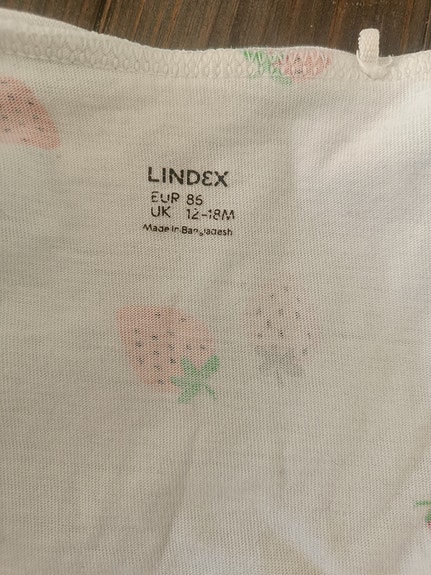 LINDEX
EUR 86
UK 12-18M
Made in Bangladesh